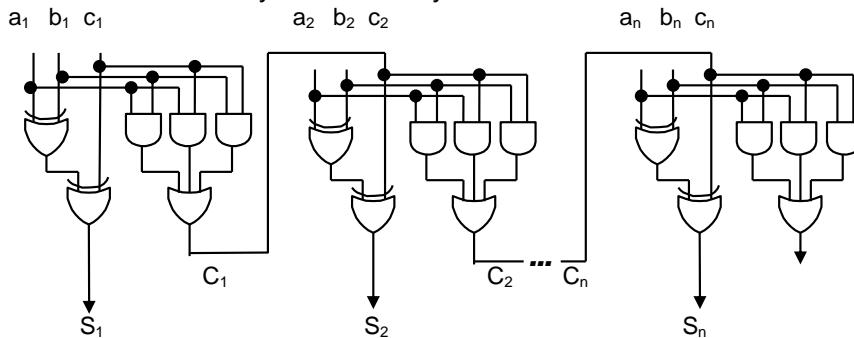 a₁ b₁ c₁ a₂ b₂ c₂ aₙ bₙ cₙ
C₁ C₂ ... Cₙ
S₁ S₂ Sₙ